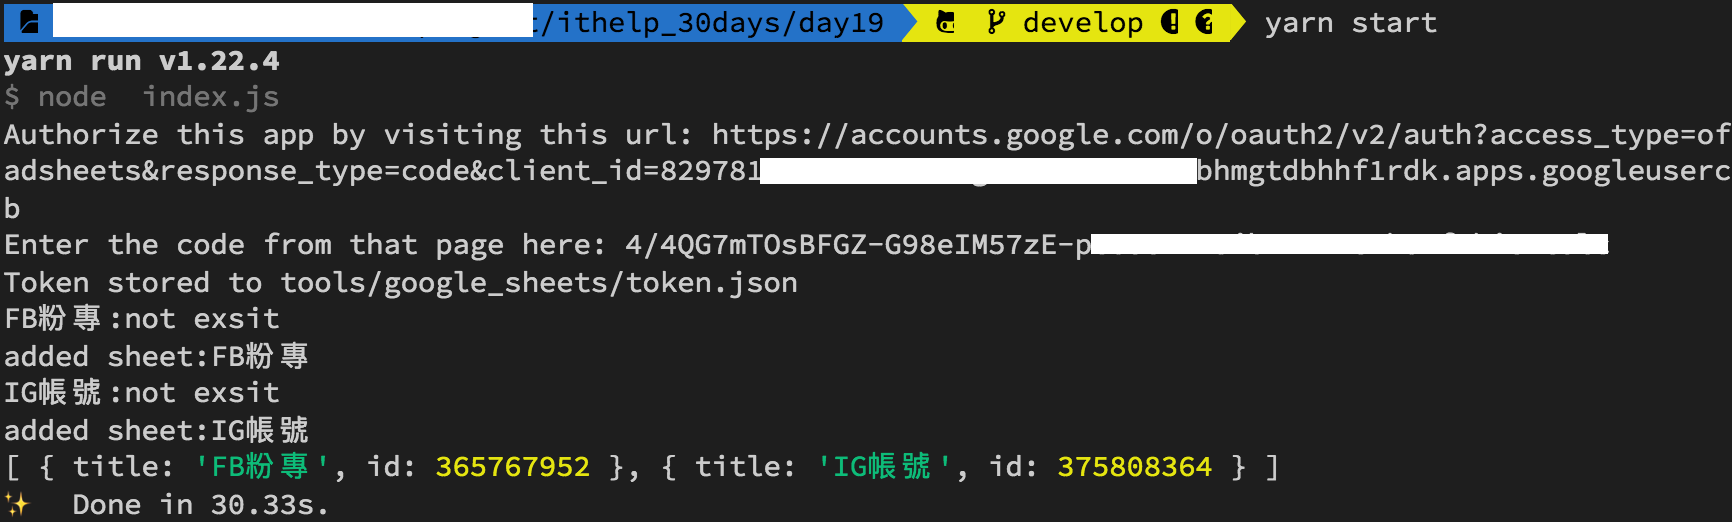 /ithelp_30days/day19 develop yarn start
yarn run v1.22.4
$ node  index.js
Authorize this app by visiting this url: https://accounts.google.com/o/oauth2/v2/auth?access_type=of
adsheets&response_type=code&client_id=829781 bhmgtdbhhf1rdk.apps.googleuserc
b
Enter the code from that page here: 4/4QG7mTOsBFGZ-G98eIM57zE-p
Token stored to tools/google_sheets/token.json
FB粉專:not exsit
added sheet:FB粉專
IG帳號:not exsit
added sheet:IG帳號
[ { title: 'FB粉專', id: 365767952 }, { title: 'IG帳號', id: 375808364 } ]
✨  Done in 30.33s.